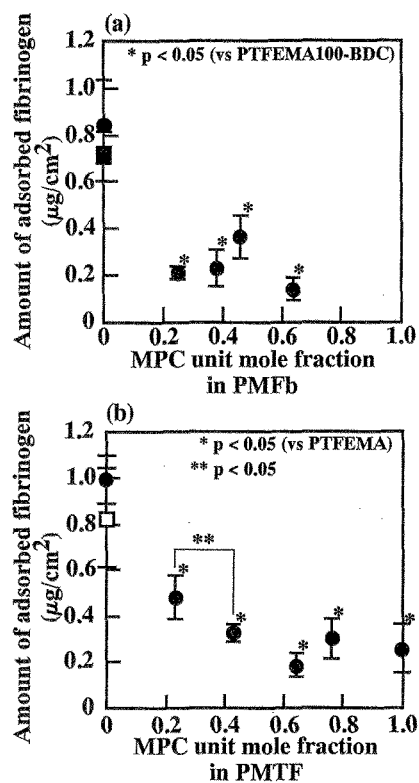 (a)
* p < 0.05 (vs PTFEMA100-BDC)
Amount of adsorbed fibrinogen
(μg/cm²)
1.2
1.0
0.8
0.6
0.4
0.2
0
*
*
*
*
0
0.2
0.4
0.6
0.8
1.0
MPC unit mole fraction
in PMFb
(b)
* p < 0.05 (vs PTFEMA)
** p < 0.05
Amount of adsorbed fibrinogen
(μg/cm²)
1.2
1.0
0.8
0.6
0.4
0.2
0
**
*
*
*
*
*
0
0.2
0.4
0.6
0.8
1.0
MPC unit mole fraction
in PMTF